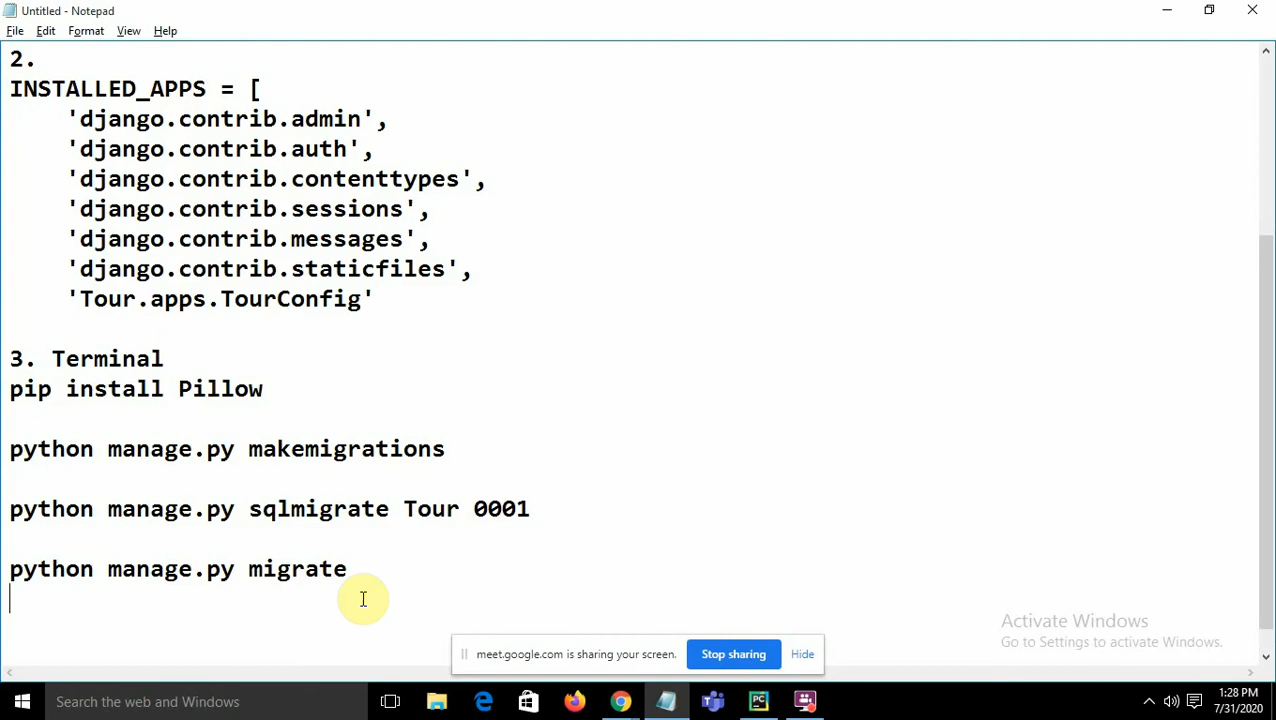 Untitled - Notepad
File Edit Format View Help
2.
INSTALLED_APPS = [
    'django.contrib.admin',
    'django.contrib.auth',
    'django.contrib.contenttypes',
    'django.contrib.sessions',
    'django.contrib.messages',
    'django.contrib.staticfiles',
    'Tour.apps.TourConfig'
3. Terminal
pip install Pillow
python manage.py makemigrations
python manage.py sqlmigrate Tour 0001
python manage.py migrate
Activate Windows
Go to Settings to activate Windows.
meet.google.com is sharing your screen. Stop sharing Hide
Search the web and Windows
1:28 PM
7/31/2020